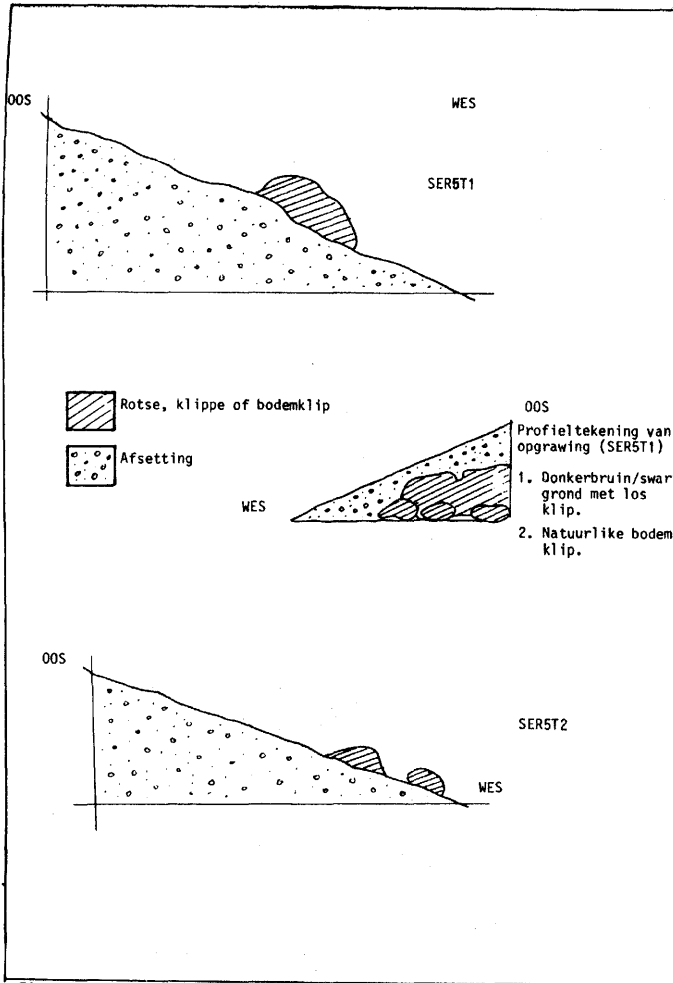 OOS
WES
SER5T1
Rotse, klippe of bodemklip
Afsetting
OOS
Profieltekening van
opgrawing (SER5T1)
1. Donkerbruin/swar
grond met los
klip.
2. Natuurlike bodem
klip.
WES
OOS
SER5T2
WES